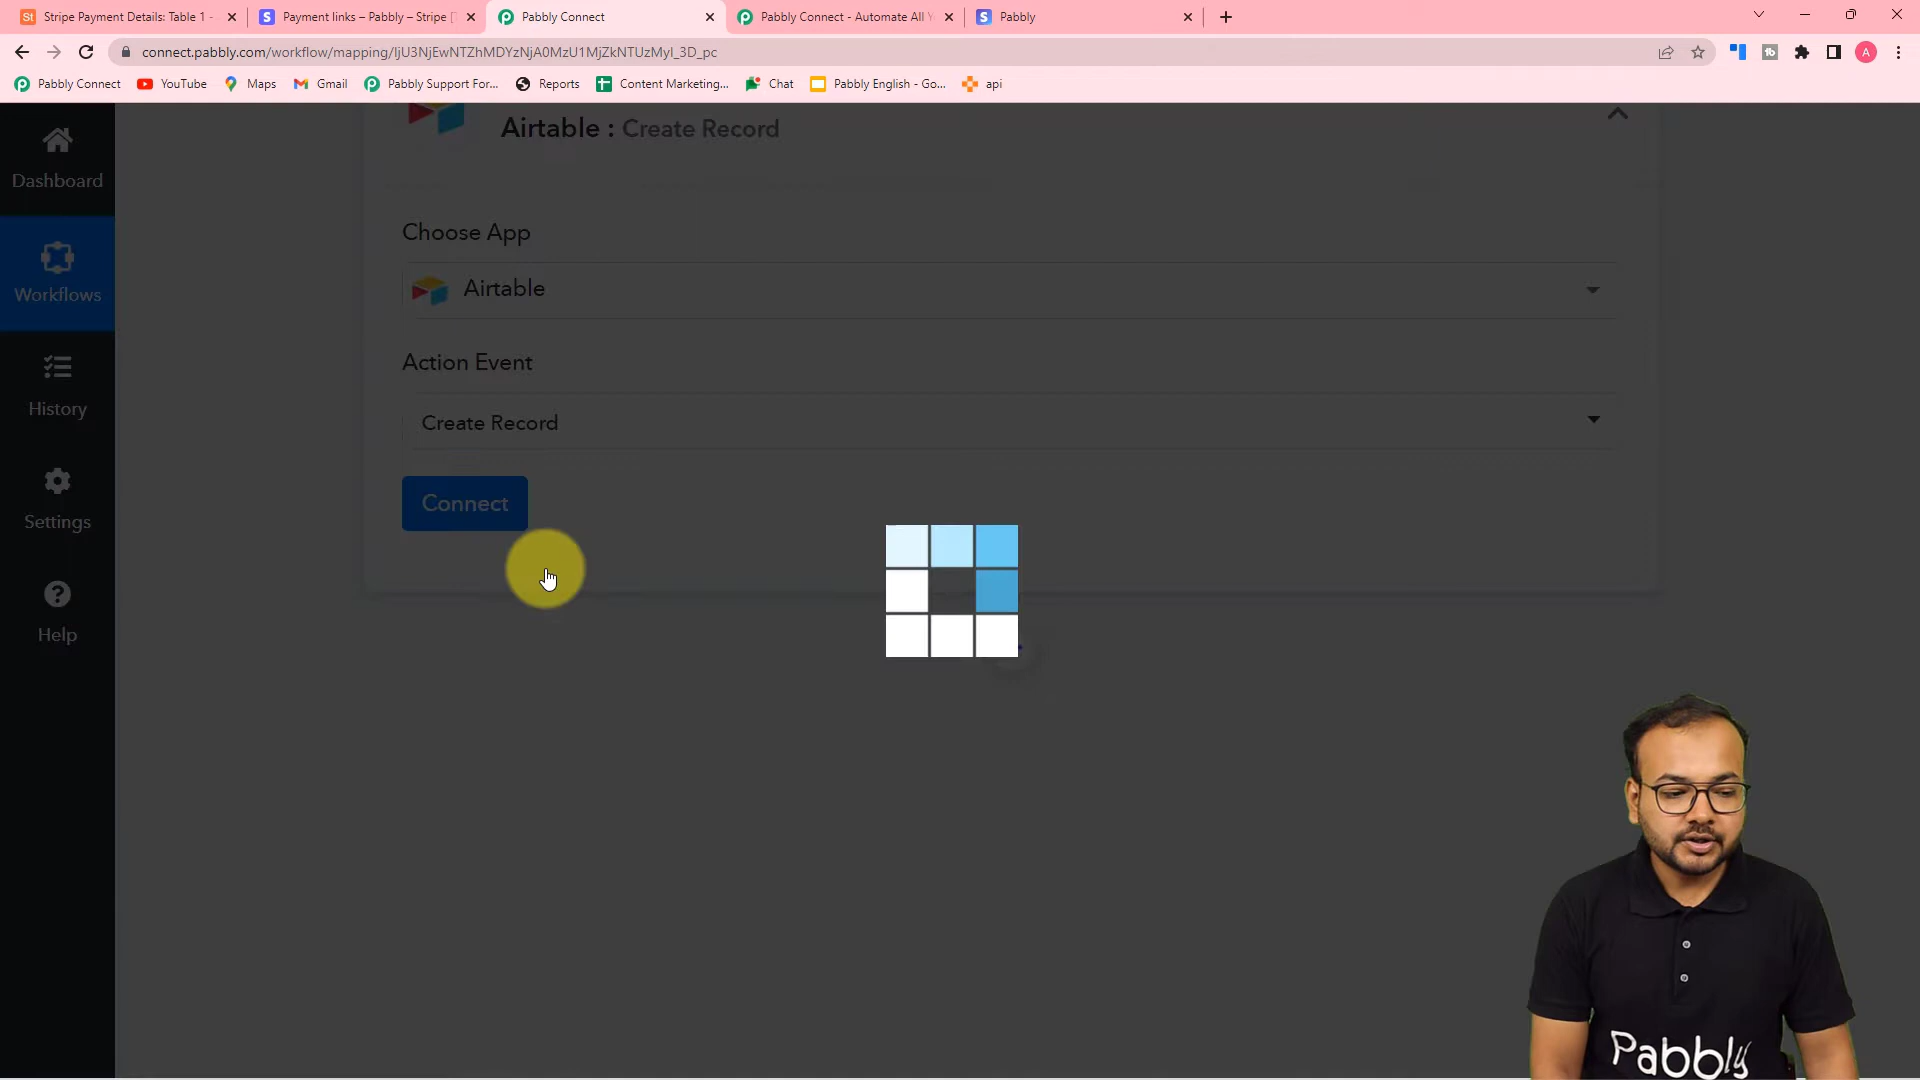 Stripe Payment Details: Table 1 -
Payment links – Pabbly – Stripe [
Pabbly Connect
Pabbly Connect - Automate All Y
Pabbly
connect.pabbly.com/workflow/mapping/IjU3NjEwNTZhMDYzNjA0MzU1MjZkNTUzMyI_3D_pc
A
Pabbly Connect
YouTube
Maps
Gmail
Pabbly Support For...
Reports
Content Marketing...
Chat
Pabbly English - Go...
api
Dashboard
Workflows
History
Settings
Help
Airtable : Create Record
Choose App
Airtable
Action Event
Create Record
Connect
Pabbly